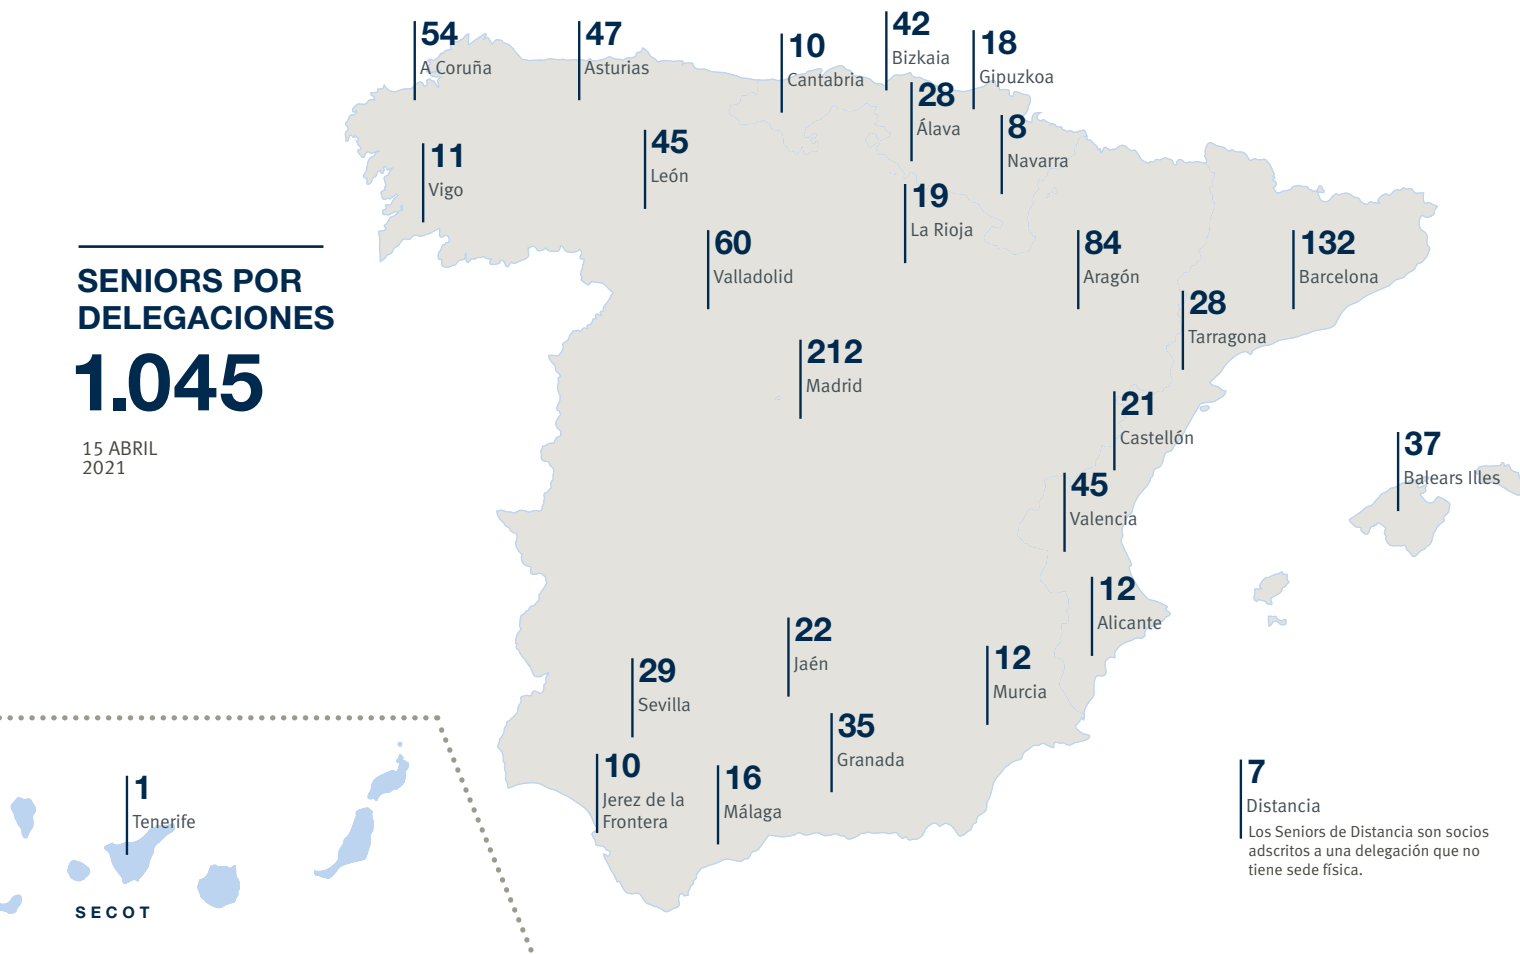 54
A Coruña
47
Asturias
10
Cantabria
42
Bizkaia
18
Gipuzkoa
28
Álava
8
Navarra
11
Vigo
45
León
19
La Rioja
60
Valladolid
84
Aragón
132
Barcelona
SENIORS POR
DELEGACIONES
1.045
15 ABRIL
2021
28
Tarragona
212
Madrid
21
Castellón
37
Balears Illes
45
Valencia
12
Alicante
22
Jaén
12
Murcia
29
Sevilla
35
Granada
10
Jerez de la
Frontera
16
Málaga
7
Distancia
Los Seniors de Distancia son socios
adscritos a una delegación que no
tiene sede física.
1
Tenerife
SECOT